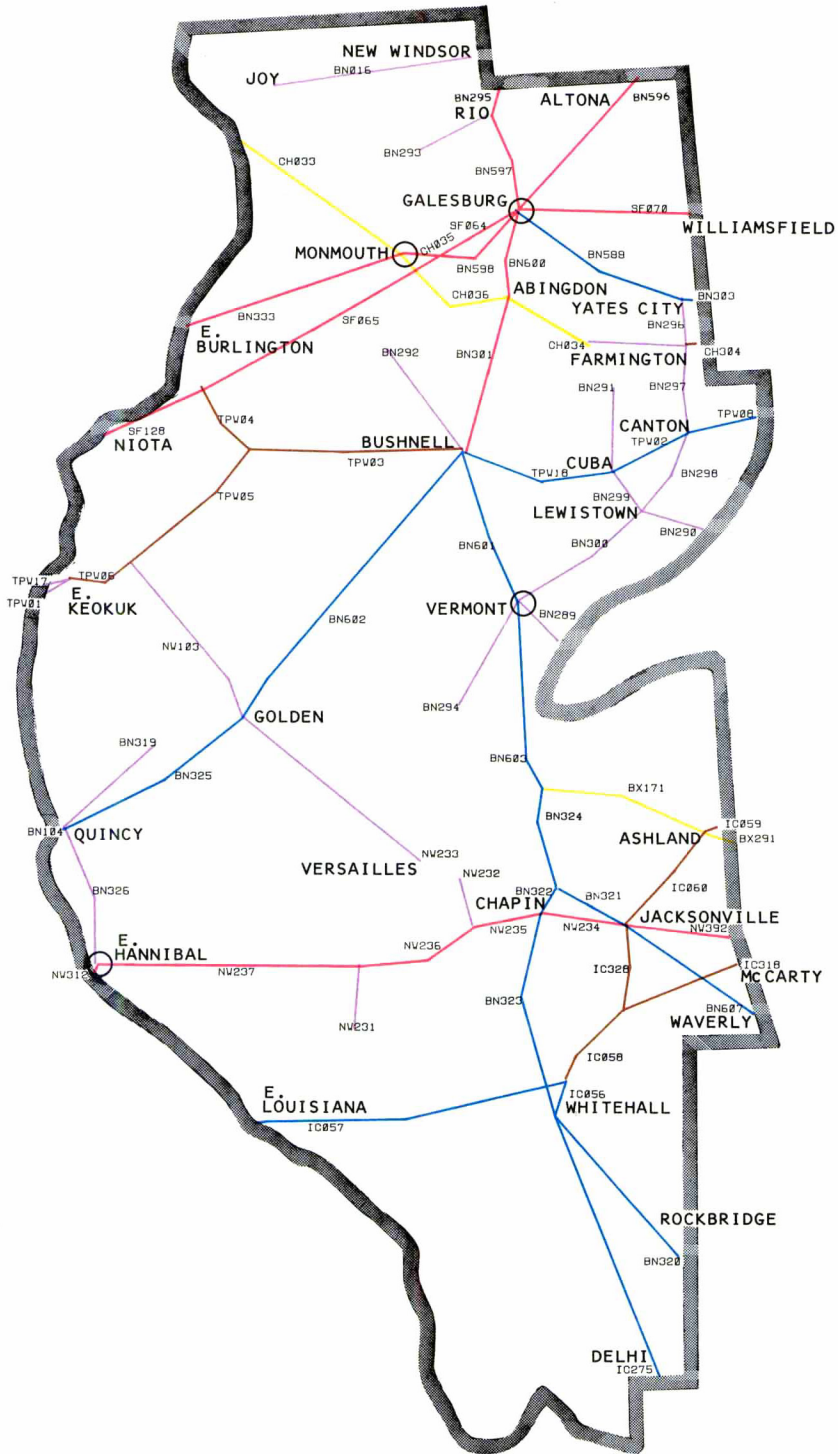 NEW WINDSOR
BN016
JOY
BN295
RIO
ALTONA
BN596
BN293
CH033
BN597
GALESBURG
SF070
WILLIAMSFIELD
SF064
CH035
MONMOUTH
BN598
BN600
BN588
ABINGDON
YATES CITY
BN303
CH036
BN333
SF065
E.
BURLINGTON
BN296
CH034
FARMINGTON
CH304
BN292
BN301
BN291
BN297
TPW04
SF128
NIOTA
BUSHNELL
TPW03
CANTON
TPW08
TPW02
CUBA
TPW18
BN298
TPW05
BN299
LEWISTOWN
BN290
BN601
BN300
TPW17
TPW06
TPW01
E.
KEOKUK
VERMONT
BN289
BN602
NW103
BN294
GOLDEN
BN319
BN325
BN603
BX171
BN104
QUINCY
BN324
IC059
ASHLAND
BX291
NW233
VERSAILLES
NW232
IC060
BN326
BN322
BN321
CHAPIN
JACKSONVILLE
NW235
NW234
NW392
E.
HANNIBAL
NW236
NW312
NW237
IC328
IC318
McCARTY
BN323
BN607
WAVERLY
NW231
IC058
E.
LOUISIANA
IC056
WHITEHALL
IC057
ROCKBRIDGE
BN320
DELHI
IC275